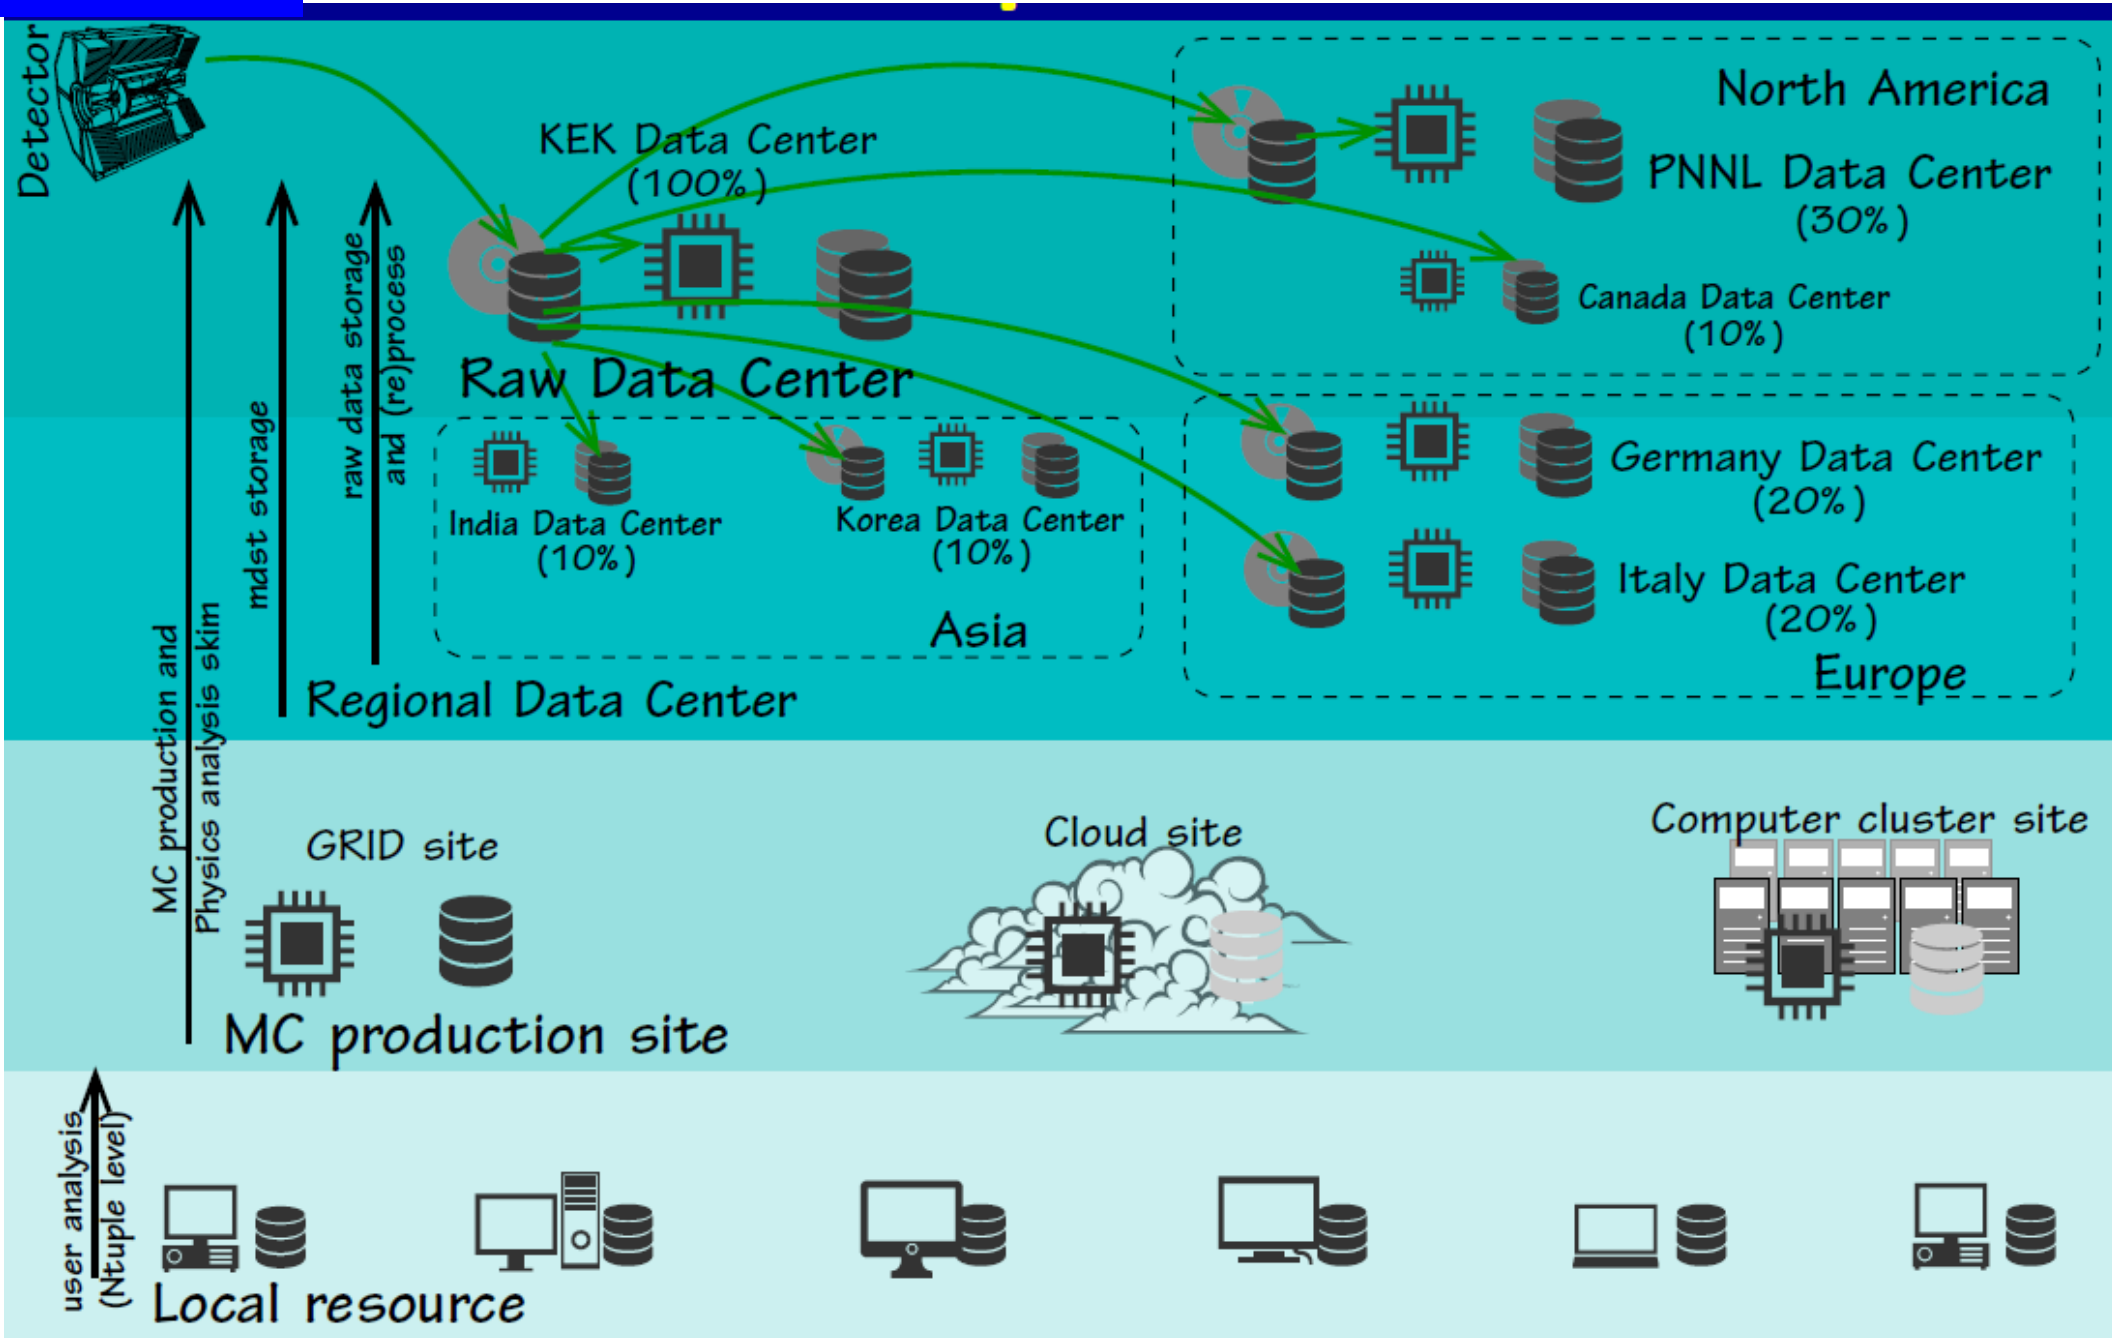 Detector
KEK Data Center
(100%)
North America
PNNL Data Center
(30%)
Canada Data Center
(10%)
Raw Data Center
raw data storage
and (re)process
mdst storage
India Data Center
(10%)
Korea Data Center
(10%)
Asia
Germany Data Center
(20%)
Italy Data Center
(20%)
Europe
Regional Data Center
MC production and
Physics analysis skim
GRID site
Cloud site
Computer cluster site
MC production site
user analysis
(Ntuple level)
Local resource